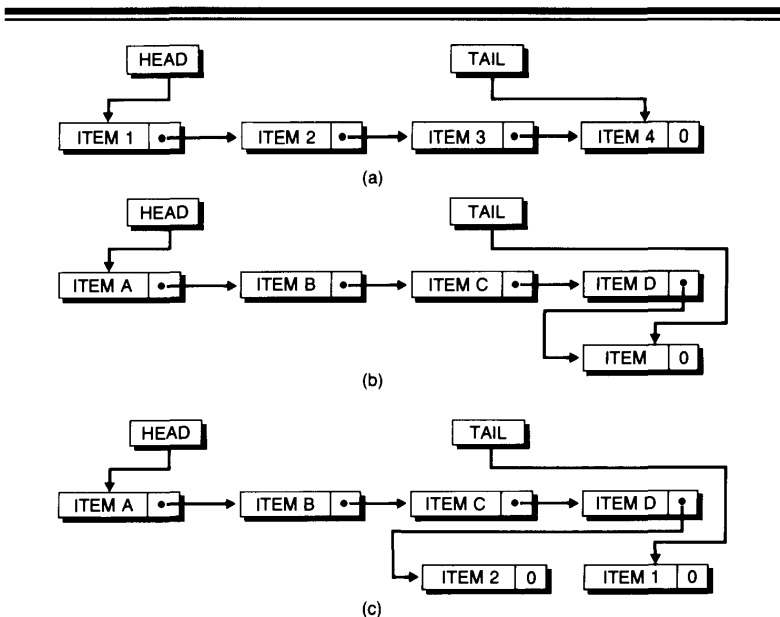 HEAD TAIL
ITEM 1 ITEM 2 ITEM 3 ITEM 4 0
(a)
HEAD TAIL
ITEM A ITEM B ITEM C ITEM D
ITEM 0
(b)
HEAD TAIL
ITEM A ITEM B ITEM C ITEM D
ITEM 2 0 ITEM 1 0
(c)